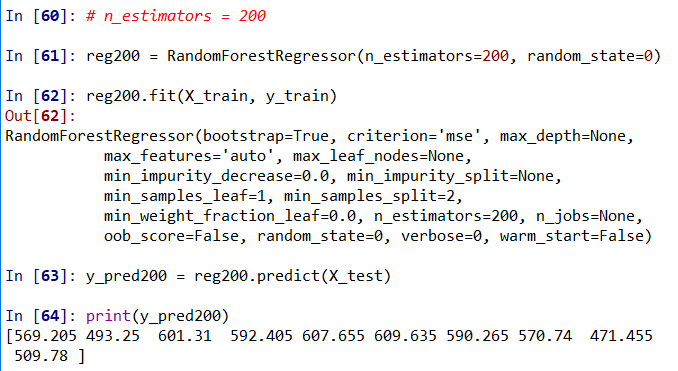 In [60]: # n_estimators = 200
In [61]: reg200 = RandomForestRegressor(n_estimators=200, random_state=0)
In [62]: reg200.fit(X_train, y_train)
Out[62]:
RandomForestRegressor(bootstrap=True, criterion='mse', max_depth=None,
           max_features='auto', max_leaf_nodes=None,
           min_impurity_decrease=0.0, min_impurity_split=None,
           min_samples_leaf=1, min_samples_split=2,
           min_weight_fraction_leaf=0.0, n_estimators=200, n_jobs=None,
           oob_score=False, random_state=0, verbose=0, warm_start=False)
In [63]: y_pred200 = reg200.predict(X_test)
In [64]: print(y_pred200)
[569.205 493.25  601.31  592.405 607.655 609.635 590.265 570.74  471.455
 509.78 ]